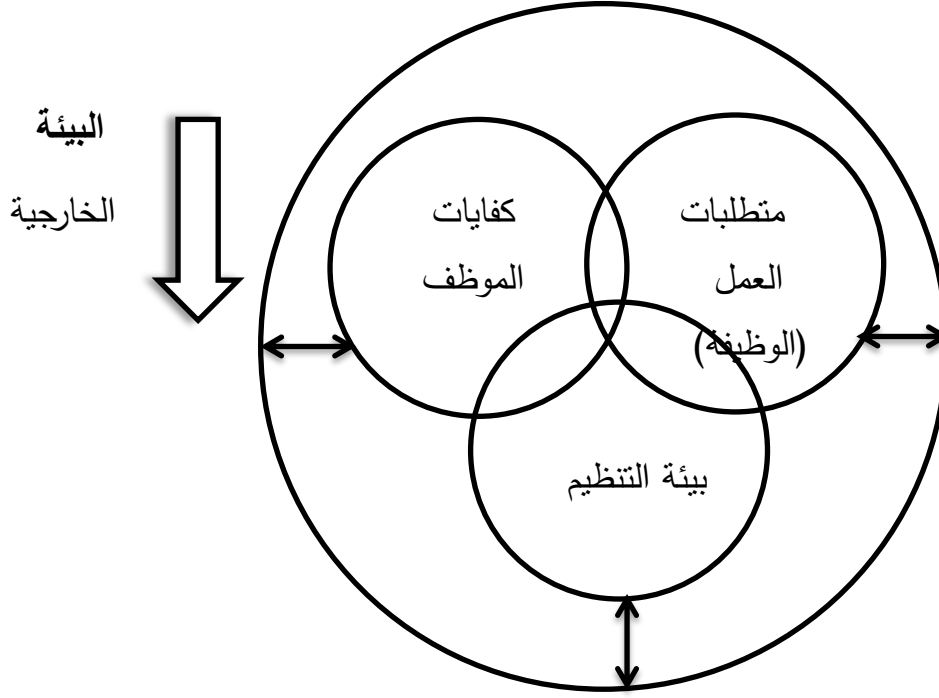 البيئة
الخارجية
متطلبات
العمل
(الوظيفة)
كفايات
الموظف
بيئة التنظيم